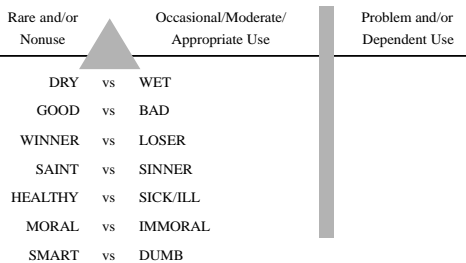 Rare and/or Occasional/Moderate/ Problem and/or
Nonuse Appropriate Use Dependent Use
DRY vs WET
GOOD vs BAD
WINNER vs LOSER
SAINT vs SINNER
HEALTHY vs SICK/ILL
MORAL vs IMMORAL
SMART vs DUMB